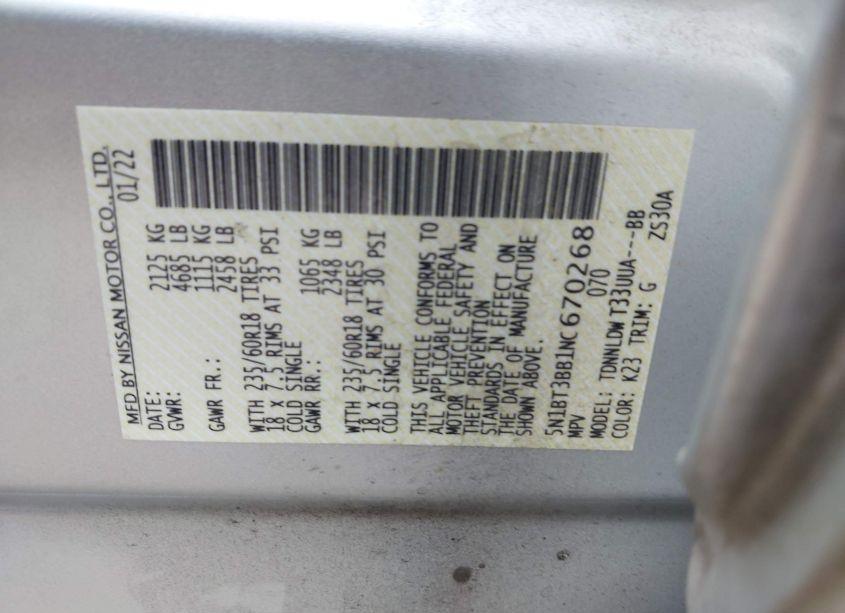 MFD BY NISSAN MOTOR CO., LTD.
DATE: 01/22
GVWR: 2125 KG
4685 LB
GAWR FR.: 1115 KG
2458 LB
WITH 235/60R18 TIRES
18 X 7.5 RIMS AT 33 PSI
COLD SINGLE
GAWR RR.: 1065 KG
2348 LB
WITH 235/60R18 TIRES
18 X 7.5 RIMS AT 30 PSI
COLD SINGLE
THIS VEHICLE CONFORMS TO
ALL APPLICABLE FEDERAL
MOTOR VEHICLE SAFETY AND
THEFT PREVENTION
STANDARDS IN EFFECT ON
THE DATE OF MANUFACTURE
SHOWN ABOVE.
5N1BT3BB1NC670268
MPV 070
MODEL: TDNNLDW T33UUA---BB
COLOR: K23 TRIM: G ZS30A